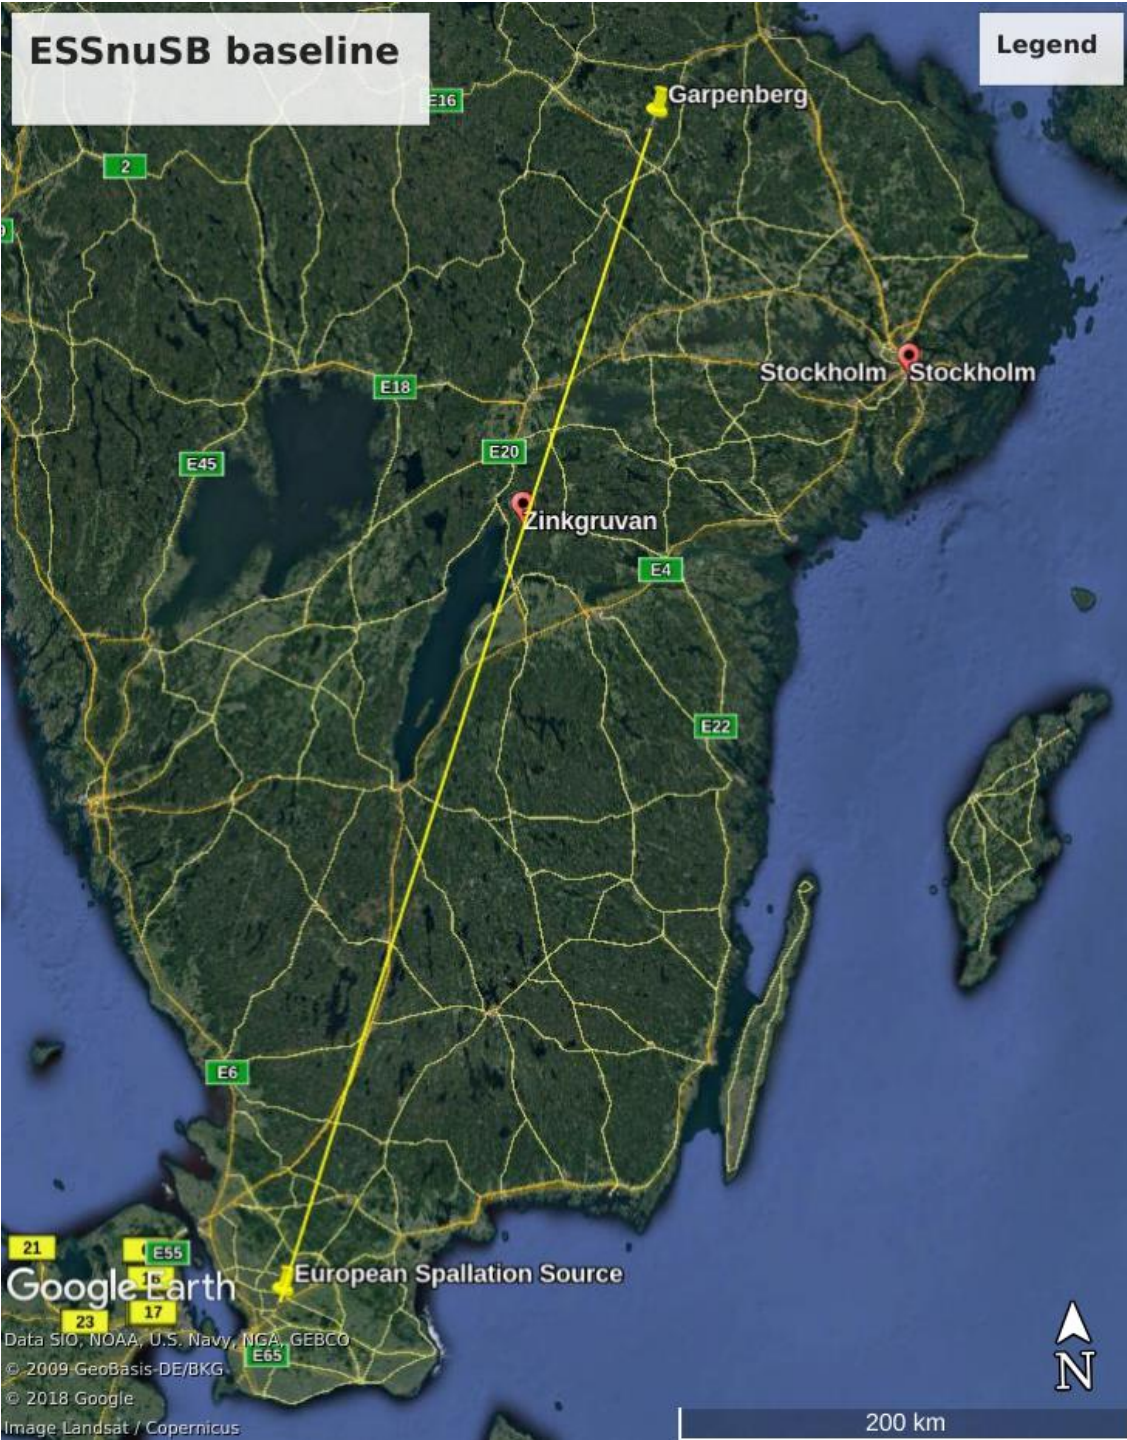 ESSnuSB baseline
Legend
E16
Garpenberg
2
9
E18
Stockholm
Stockholm
E45
E20
Zinkgruvan
E4
E22
E6
21
E55
European Spallation Source
Google Earth
17
23
Data SIO, NOAA, U.S. Navy, NGA, GEBCO
E65
© 2009 GeoBasis-DE/BKG
© 2018 Google
Image Landsat / Copernicus
N
200 km